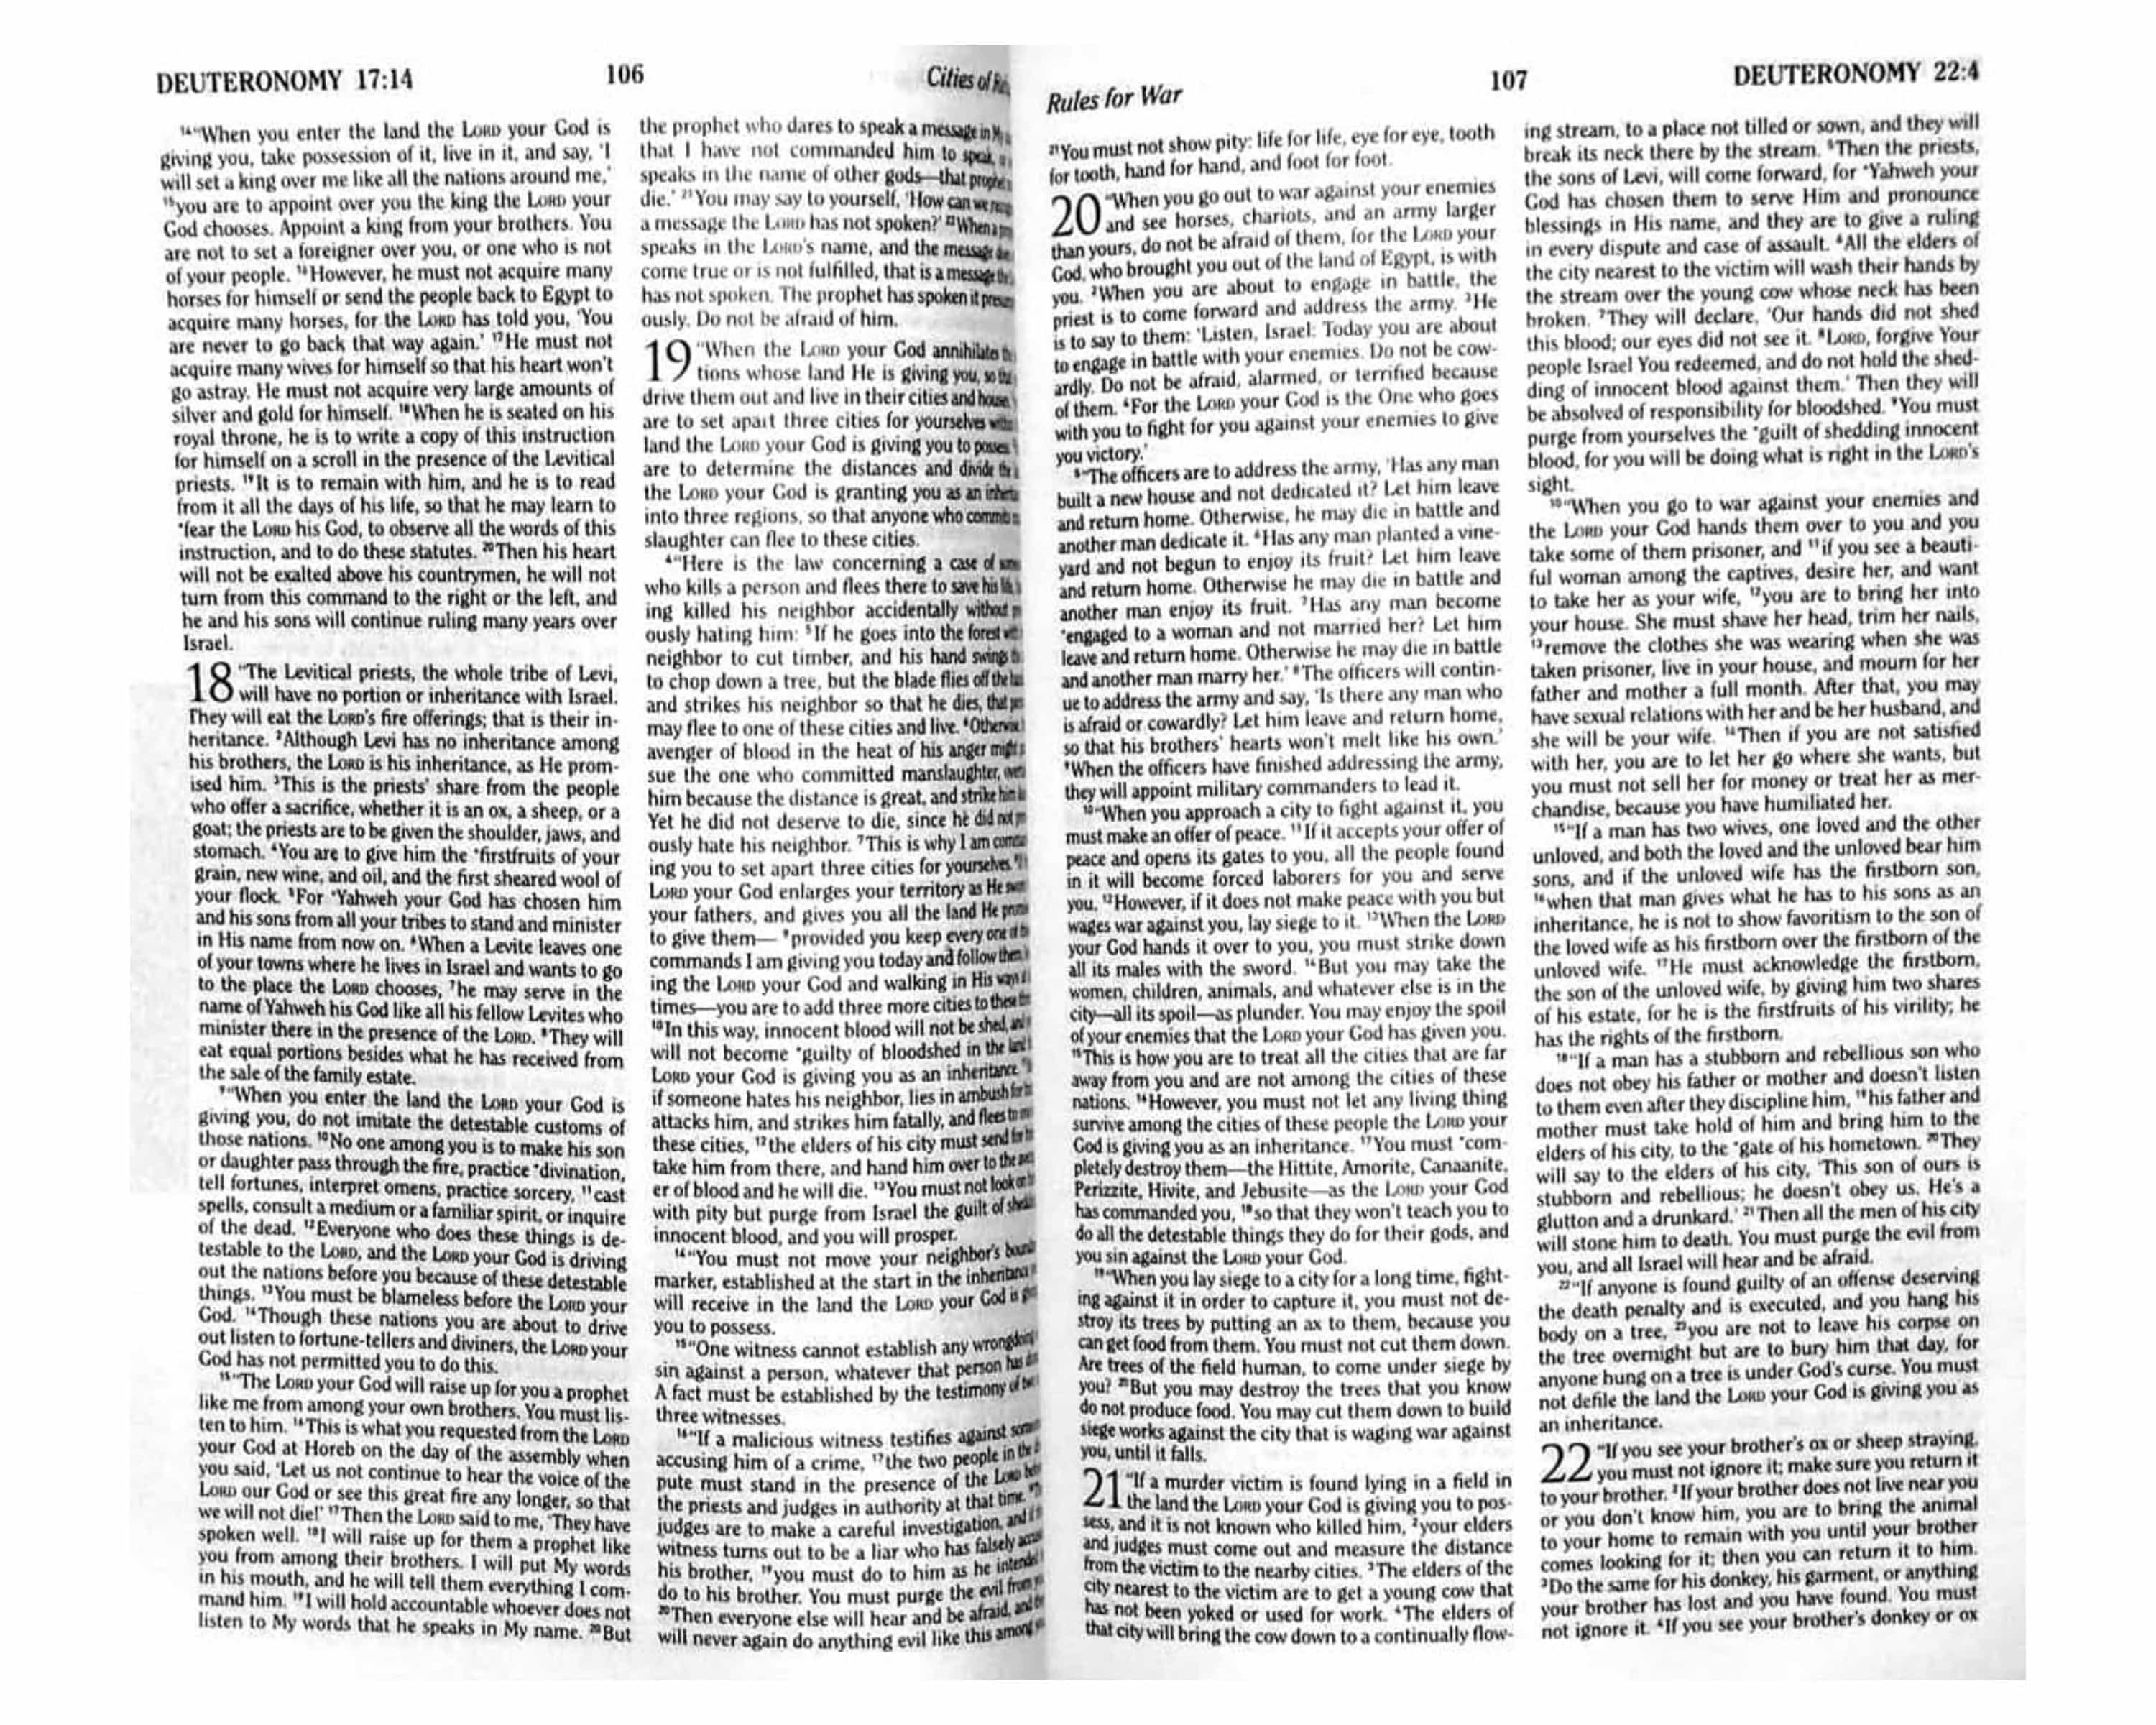 DEUTERONOMY 17:14
106
Cities of
¹⁴“When you enter the land the LORD your God is
giving you, take possession of it, live in it, and say, ‘I
will set a king over me like all the nations around me,’
¹⁵you are to appoint over you the king the LORD your
God chooses. Appoint a king from your brothers. You
are not to set a foreigner over you, or one who is not
of your people. ¹⁶However, he must not acquire many
horses for himself or send the people back to Egypt to
acquire many horses, for the LORD has told you, ‘You
are never to go back that way again.’ ¹⁷He must not
acquire many wives for himself so that his heart won’t
go astray. He must not acquire very large amounts of
silver and gold for himself. ¹⁸When he is seated on his
royal throne, he is to write a copy of this instruction
for himself on a scroll in the presence of the Levitical
priests. ¹⁹It is to remain with him, and he is to read
from it all the days of his life, so that he may learn to
*fear the LORD his God, to observe all the words of this
instruction, and to do these statutes. ²⁰Then his heart
will not be exalted above his countrymen, he will not
turn from this command to the right or the left, and
he and his sons will continue ruling many years over
Israel.
18 “The Levitical priests, the whole tribe of Levi,
will have no portion or inheritance with Israel.
They will eat the LORD’s fire offerings; that is their in-
heritance. ²Although Levi has no inheritance among
his brothers, the LORD is his inheritance, as He prom-
ised him. ³This is the priests’ share from the people
who offer a sacrifice, whether it is an ox, a sheep, or a
goat; the priests are to be given the shoulder, jaws, and
stomach. ⁴You are to give him the *firstfruits of your
grain, new wine, and oil, and the first sheared wool of
your flock. ⁵For *Yahweh your God has chosen him
and his sons from all your tribes to stand and minister
in His name from now on. ⁶When a Levite leaves one
of your towns where he lives in Israel and wants to go
to the place the LORD chooses, ⁷he may serve in the
name of Yahweh his God like all his fellow Levites who
minister there in the presence of the LORD. ⁸They will
eat equal portions besides what he has received from
the sale of the family estate.
⁹“When you enter the land the LORD your God is
giving you, do not imitate the detestable customs of
those nations. ¹⁰No one among you is to make his son
or daughter pass through the fire, practice *divination,
tell fortunes, interpret omens, practice sorcery, ¹¹cast
spells, consult a medium or a familiar spirit, or inquire
of the dead. ¹²Everyone who does these things is de-
testable to the LORD, and the LORD your God is driving
out the nations before you because of these detestable
things. ¹³You must be blameless before the LORD your
God. ¹⁴Though these nations you are about to drive
out listen to fortune-tellers and diviners, the LORD your
God has not permitted you to do this.
¹⁵“The LORD your God will raise up for you a prophet
like me from among your own brothers. You must lis-
ten to him. ¹⁶This is what you requested from the LORD
your God at Horeb on the day of the assembly when
you said, ‘Let us not continue to hear the voice of the
LORD our God or see this great fire any longer, so that
we will not die!’ ¹⁷Then the LORD said to me, ‘They have
spoken well. ¹⁸I will raise up for them a prophet like
you from among their brothers. I will put My words
in his mouth, and he will tell them everything I com-
mand him. ¹⁹I will hold accountable whoever does not
listen to My words that he speaks in My name. ²⁰But
the prophet who dares to speak a message in
that I have not commanded him to speak,
speaks in the name of other gods—that
die.’ ²¹You may say to yourself, ‘How can we
a message the LORD has not spoken?’ ²²When a
speaks in the LORD’s name, and the message
come true or is not fulfilled, that is a message
has not spoken. The prophet has spoken it
ously. Do not be afraid of him.
19 “When the LORD your God annihilates
tions whose land He is giving you, so
drive them out and live in their cities and
are to set apart three cities for yourselves
land the LORD your God is giving you to possess.
are to determine the distances and divide
the LORD your God is granting you as an
into three regions, so that anyone who
slaughter can flee to these cities.
⁴“Here is the law concerning a case of
who kills a person and flees there to save his
ing killed his neighbor accidentally without
ously hating him: ⁵If he goes into the forest
neighbor to cut timber, and his hand swings
to chop down a tree, but the blade flies off the
and strikes his neighbor so that he dies, that
may flee to one of these cities and live. ⁶Otherwise,
avenger of blood in the heat of his anger might
sue the one who committed manslaughter,
him because the distance is great, and strike him
Yet he did not deserve to die, since he did not
ously hate his neighbor. ⁷This is why I am
ing you to set apart three cities for yourselves.
LORD your God enlarges your territory as He
your fathers, and gives you all the land He
to give them— ⁹provided you keep every one of
commands I am giving you today and follow them,
ing the LORD your God and walking in His ways
times—you are to add three more cities to these
¹⁰In this way, innocent blood will not be shed, and
will not become *guilty of bloodshed in the land
LORD your God is giving you as an inheritance.
if someone hates his neighbor, lies in ambush for
attacks him, and strikes him fatally, and flees to
these cities, ¹²the elders of his city must send for
take him from there, and hand him over to the
er of blood and he will die. ¹³You must not look
with pity but purge from Israel the guilt of
innocent blood, and you will prosper.
¹⁴“You must not move your neighbor’s
marker, established at the start in the inheritance
will receive in the land the LORD your God is
you to possess.
¹⁵“One witness cannot establish any wrongdoing
sin against a person, whatever that person has
A fact must be established by the testimony of
three witnesses.
¹⁶“If a malicious witness testifies against
accusing him of a crime, ¹⁷the two people in the
pute must stand in the presence of the LORD
the priests and judges in authority at that time.
judges are to make a careful investigation, and if
witness turns out to be a liar who has falsely
his brother, ¹⁹you must do to him as he intended
do to his brother. You must purge the evil from
²⁰Then everyone else will hear and be afraid, and
will never again do anything evil like this among
Rules for War
107
DEUTERONOMY 22:4
²¹You must not show pity: life for life, eye for eye, tooth
for tooth, hand for hand, and foot for foot.
20 “When you go out to war against your enemies
and see horses, chariots, and an army larger
than yours, do not be afraid of them, for the LORD your
God, who brought you out of the land of Egypt, is with
you. ²When you are about to engage in battle, the
priest is to come forward and address the army. ³He
is to say to them: ‘Listen, Israel: Today you are about
to engage in battle with your enemies. Do not be cow-
ardly. Do not be afraid, alarmed, or terrified because
of them. ⁴For the LORD your God is the One who goes
with you to fight for you against your enemies to give
you victory.’
⁵“The officers are to address the army, ‘Has any man
built a new house and not dedicated it? Let him leave
and return home. Otherwise, he may die in battle and
another man dedicate it. ⁶Has any man planted a vine-
yard and not begun to enjoy its fruit? Let him leave
and return home. Otherwise he may die in battle and
another man enjoy its fruit. ⁷Has any man become
*engaged to a woman and not married her? Let him
leave and return home. Otherwise he may die in battle
and another man marry her.’ ⁸The officers will contin-
ue to address the army and say, ‘Is there any man who
is afraid or cowardly? Let him leave and return home,
so that his brothers’ hearts won’t melt like his own.’
⁹When the officers have finished addressing the army,
they will appoint military commanders to lead it.
¹⁰“When you approach a city to fight against it, you
must make an offer of peace. ¹¹If it accepts your offer of
peace and opens its gates to you, all the people found
in it will become forced laborers for you and serve
you. ¹²However, if it does not make peace with you but
wages war against you, lay siege to it. ¹³When the LORD
your God hands it over to you, you must strike down
all its males with the sword. ¹⁴But you may take the
women, children, animals, and whatever else is in the
city—all its spoil—as plunder. You may enjoy the spoil
of your enemies that the LORD your God has given you.
¹⁵This is how you are to treat all the cities that are far
away from you and are not among the cities of these
nations. ¹⁶However, you must not let any living thing
survive among the cities of these people the LORD your
God is giving you as an inheritance. ¹⁷You must *com-
pletely destroy them—the Hittite, Amorite, Canaanite,
Perizzite, Hivite, and Jebusite—as the LORD your God
has commanded you, ¹⁸so that they won’t teach you to
do all the detestable things they do for their gods, and
you sin against the LORD your God.
¹⁹“When you lay siege to a city for a long time, fight-
ing against it in order to capture it, you must not de-
stroy its trees by putting an ax to them, because you
can get food from them. You must not cut them down.
Are trees of the field human, to come under siege by
you? ²⁰But you may destroy the trees that you know
do not produce food. You may cut them down to build
siege works against the city that is waging war against
you, until it falls.
21 “If a murder victim is found lying in a field in
the land the LORD your God is giving you to pos-
sess, and it is not known who killed him, ²your elders
and judges must come out and measure the distance
from the victim to the nearby cities. ³The elders of the
city nearest to the victim are to get a young cow that
has not been yoked or used for work. ⁴The elders of
that city will bring the cow down to a continually flow-
ing stream, to a place not tilled or sown, and they will
break its neck there by the stream. ⁵Then the priests,
the sons of Levi, will come forward, for *Yahweh your
God has chosen them to serve Him and pronounce
blessings in His name, and they are to give a ruling
in every dispute and case of assault. ⁶All the elders of
the city nearest to the victim will wash their hands by
the stream over the young cow whose neck has been
broken. ⁷They will declare, ‘Our hands did not shed
this blood; our eyes did not see it. ⁸LORD, forgive Your
people Israel You redeemed, and do not hold the shed-
ding of innocent blood against them.’ Then they will
be absolved of responsibility for bloodshed. ⁹You must
purge from yourselves the *guilt of shedding innocent
blood, for you will be doing what is right in the LORD’s
sight.
¹⁰“When you go to war against your enemies and
the LORD your God hands them over to you and you
take some of them prisoner, and ¹¹if you see a beauti-
ful woman among the captives, desire her, and want
to take her as your wife, ¹²you are to bring her into
your house. She must shave her head, trim her nails,
¹³remove the clothes she was wearing when she was
taken prisoner, live in your house, and mourn for her
father and mother a full month. After that, you may
have sexual relations with her and be her husband, and
she will be your wife. ¹⁴Then if you are not satisfied
with her, you are to let her go where she wants, but
you must not sell her for money or treat her as mer-
chandise, because you have humiliated her.
¹⁵“If a man has two wives, one loved and the other
unloved, and both the loved and the unloved bear him
sons, and if the unloved wife has the firstborn son,
¹⁶when that man gives what he has to his sons as an
inheritance, he is not to show favoritism to the son of
the loved wife as his firstborn over the firstborn of the
unloved wife. ¹⁷He must acknowledge the firstborn,
the son of the unloved wife, by giving him two shares
of his estate, for he is the firstfruits of his virility; he
has the rights of the firstborn.
¹⁸“If a man has a stubborn and rebellious son who
does not obey his father or mother and doesn’t listen
to them even after they discipline him, ¹⁹his father and
mother must take hold of him and bring him to the
elders of his city, to the *gate of his hometown. ²⁰They
will say to the elders of his city, ‘This son of ours is
stubborn and rebellious; he doesn’t obey us. He’s a
glutton and a drunkard.’ ²¹Then all the men of his city
will stone him to death. You must purge the evil from
you, and all Israel will hear and be afraid.
²²“If anyone is found guilty of an offense deserving
the death penalty and is executed, and you hang his
body on a tree, ²³you are not to leave his corpse on
the tree overnight but are to bury him that day, for
anyone hung on a tree is under God’s curse. You must
not defile the land the LORD your God is giving you as
an inheritance.
22 “If you see your brother’s ox or sheep straying,
you must not ignore it; make sure you return it
to your brother. ²If your brother does not live near you
or you don’t know him, you are to bring the animal
to your home to remain with you until your brother
comes looking for it; then you can return it to him.
³Do the same for his donkey, his garment, or anything
your brother has lost and you have found. You must
not ignore it. ⁴If you see your brother’s donkey or ox